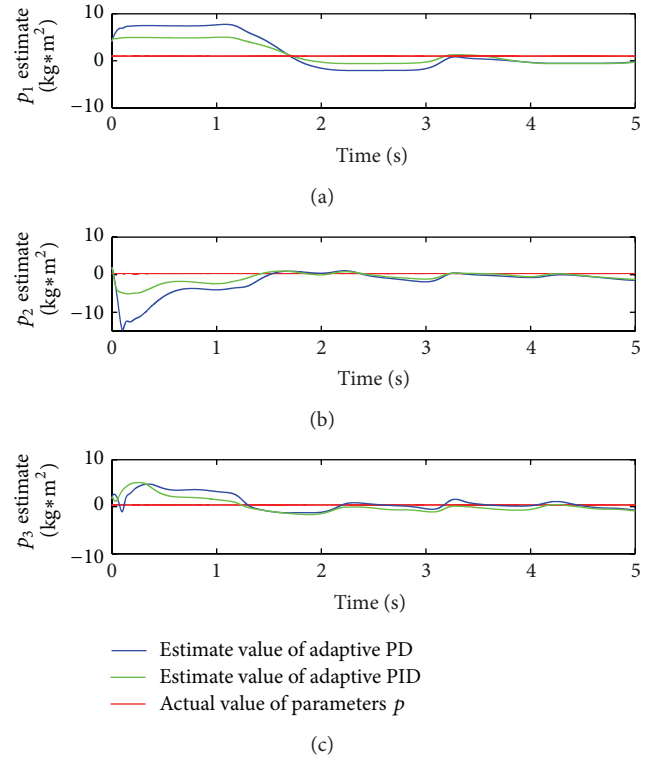 10
0
−10
p1 estimate
(kg*m²)
0
1
2
3
4
5
Time (s)
(a)
10
0
−10
p2 estimate
(kg*m²)
0
1
2
3
4
5
Time (s)
(b)
10
0
−10
p3 estimate
(kg*m²)
0
1
2
3
4
5
Time (s)
Estimate value of adaptive PD
Estimate value of adaptive PID
Actual value of parameters p
(c)